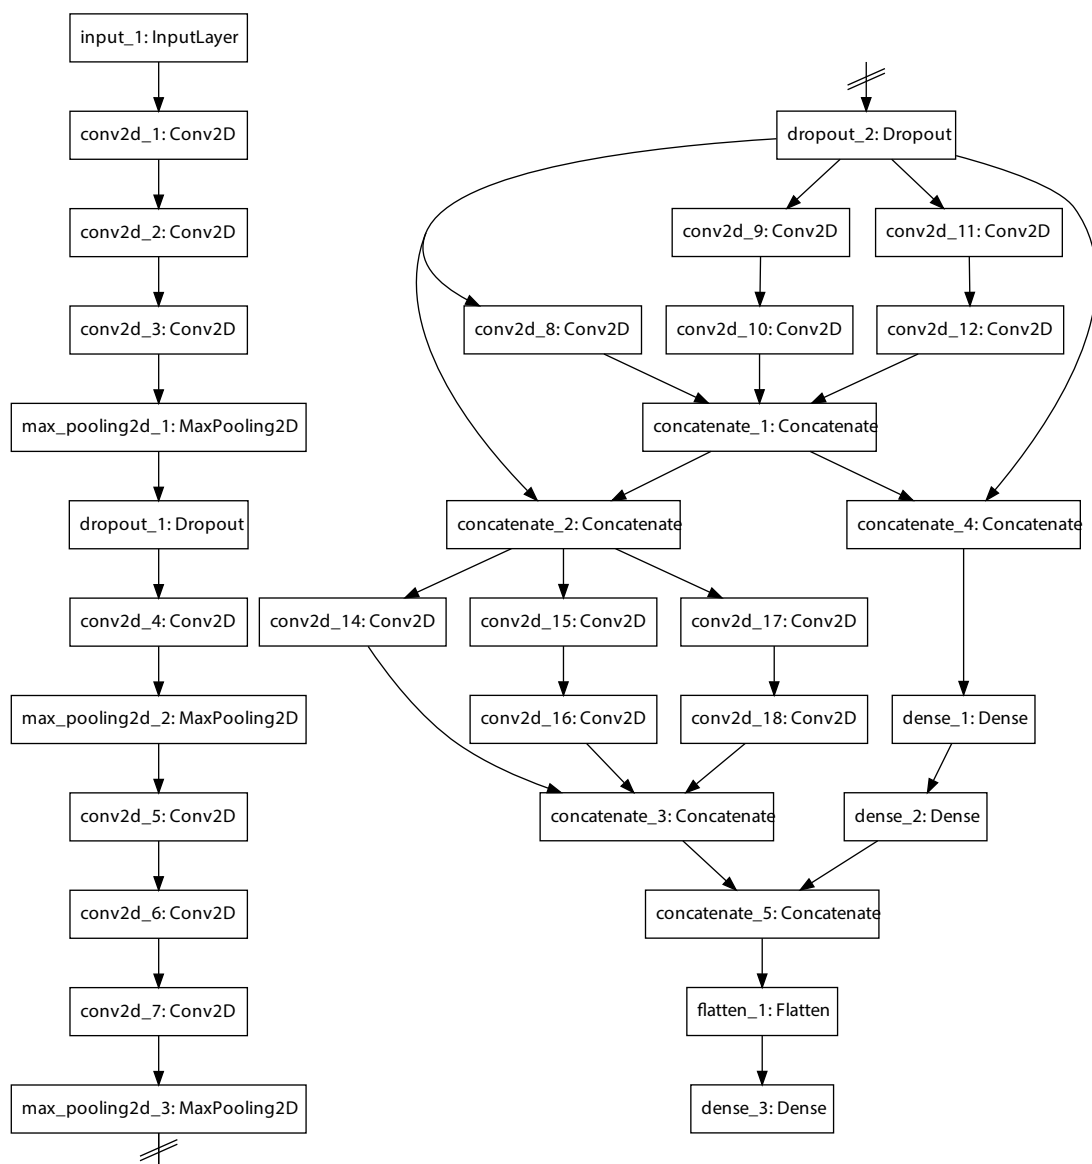 input_1: InputLayer
conv2d_1: Conv2D
conv2d_2: Conv2D
conv2d_3: Conv2D
max_pooling2d_1: MaxPooling2D
dropout_1: Dropout
conv2d_4: Conv2D
max_pooling2d_2: MaxPooling2D
conv2d_5: Conv2D
conv2d_6: Conv2D
conv2d_7: Conv2D
max_pooling2d_3: MaxPooling2D
dropout_2: Dropout
conv2d_9: Conv2D
conv2d_11: Conv2D
conv2d_8: Conv2D
conv2d_10: Conv2D
conv2d_12: Conv2D
concatenate_1: Concatenate
concatenate_2: Concatenate
concatenate_4: Concatenate
conv2d_14: Conv2D
conv2d_15: Conv2D
conv2d_17: Conv2D
conv2d_16: Conv2D
conv2d_18: Conv2D
dense_1: Dense
concatenate_3: Concatenate
dense_2: Dense
concatenate_5: Concatenate
flatten_1: Flatten
dense_3: Dense